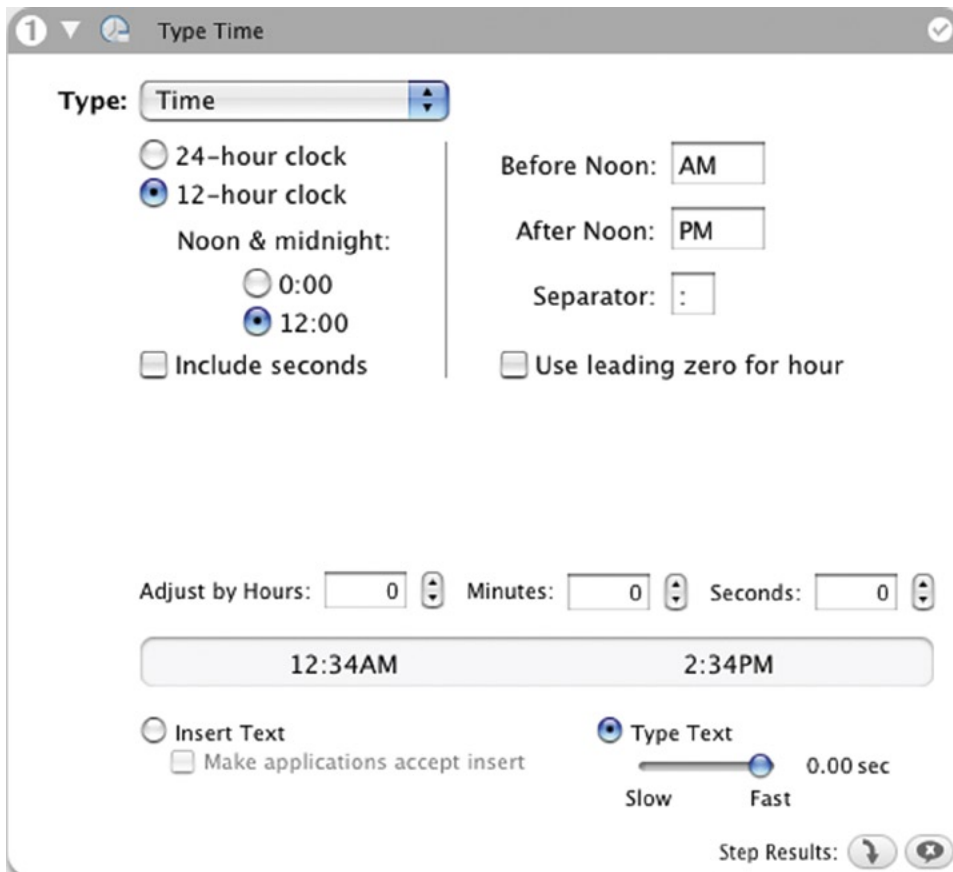 1 Type Time
Type: Time
24-hour clock
12-hour clock
Noon & midnight:
0:00
12:00
Include seconds
Before Noon: AM
After Noon: PM
Separator: :
Use leading zero for hour
Adjust by Hours: 0 Minutes: 0 Seconds: 0
12:34AM 2:34PM
Insert Text
Make applications accept insert
Type Text
0.00 sec
Slow Fast
Step Results: